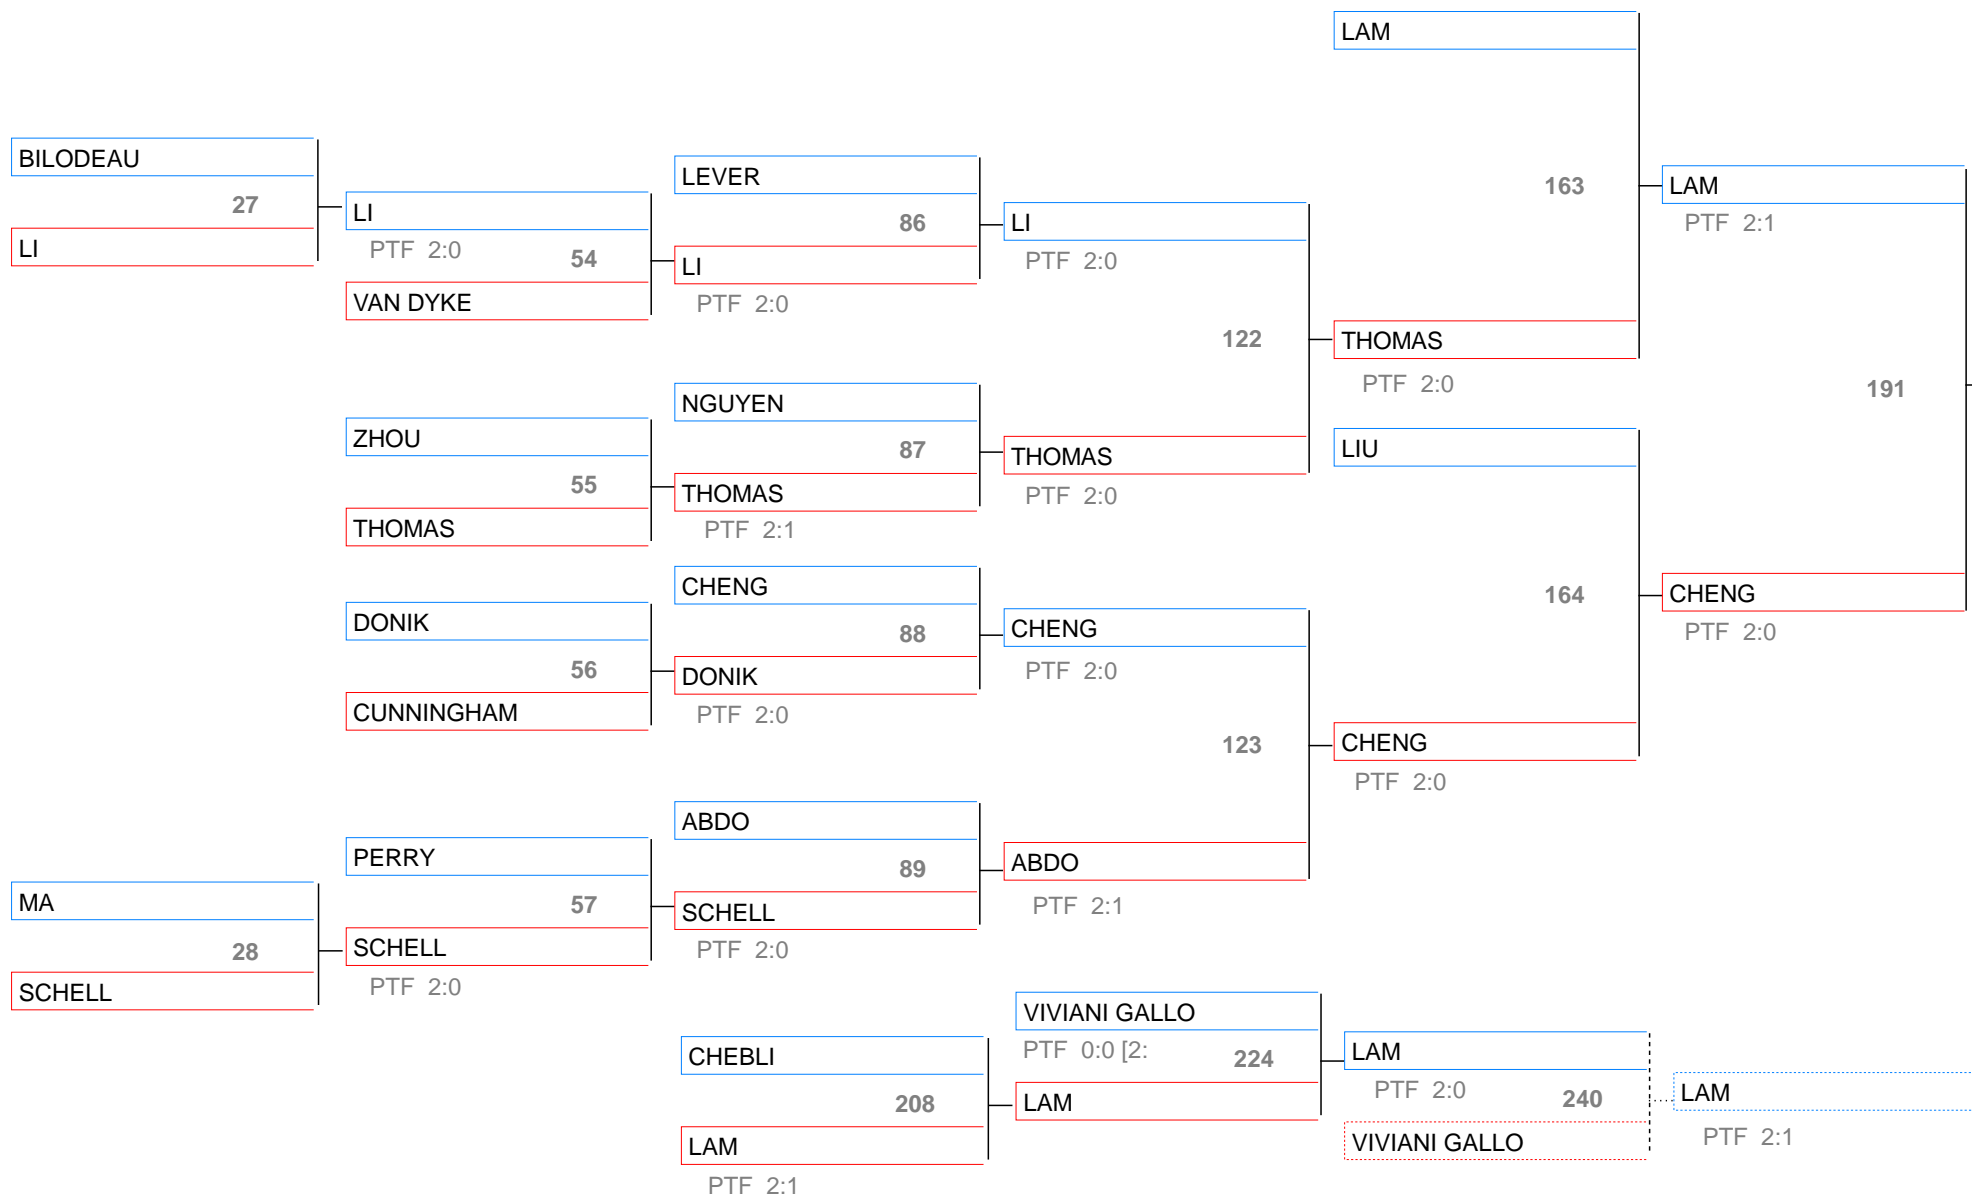 LAM
BILODEAU
LEVER
163
LAM
27
LI
86
LI
PTF 2:1
LI
PTF 2:0
54
LI
PTF 2:0
VAN DYKE
PTF 2:0
122
THOMAS
PTF 2:0
191
NGUYEN
ZHOU
87
THOMAS
LIU
55
THOMAS
PTF 2:0
THOMAS
PTF 2:1
CHENG
164
CHENG
DONIK
88
CHENG
PTF 2:0
56
DONIK
PTF 2:0
CUNNINGHAM
PTF 2:0
123
CHENG
PTF 2:0
ABDO
PERRY
89
ABDO
MA
57
SCHELL
PTF 2:1
28
SCHELL
PTF 2:0
SCHELL
PTF 2:0
VIVIANI GALLO
CHEBLI
PTF 0:0 [2:
224
LAM
208
LAM
PTF 2:0
240
LAM
LAM
VIVIANI GALLO
PTF 2:1
PTF 2:1